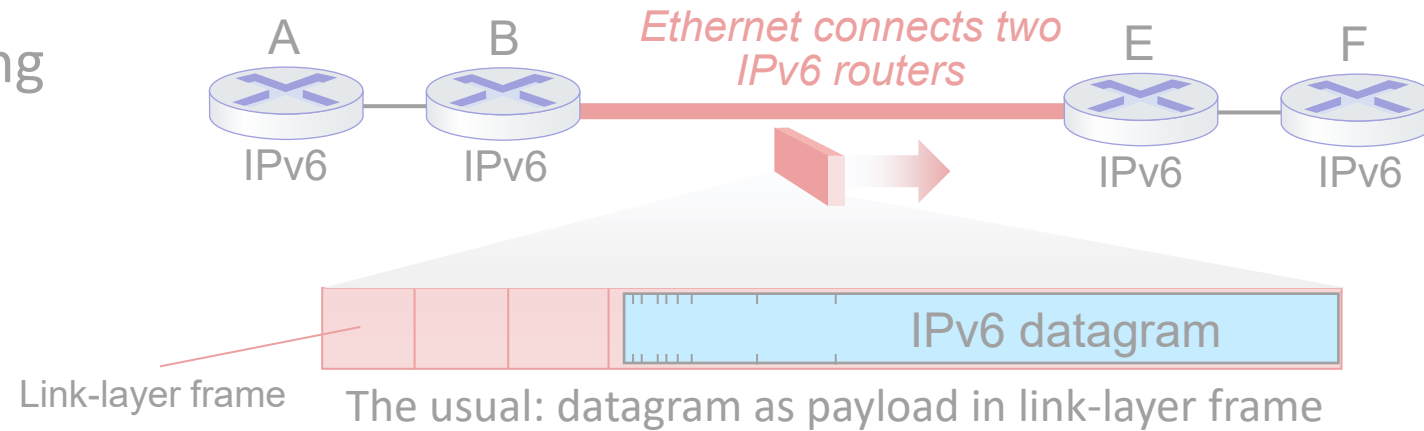 ng
A
B
Ethernet connects two
IPv6 routers
E
F
IPv6
IPv6
IPv6
IPv6
IPv6 datagram
Link-layer frame
The usual: datagram as payload in link-layer frame